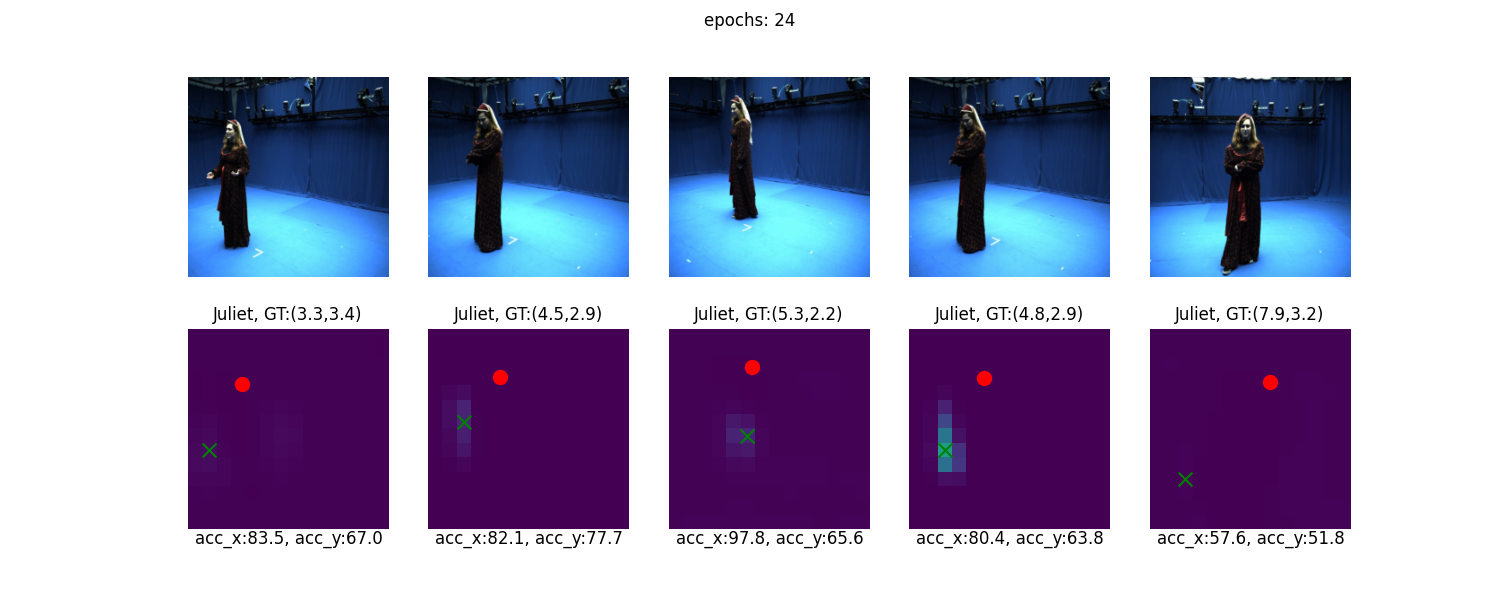 epochs: 24
Juliet, GT:(3.3,3.4)
Juliet, GT:(4.5,2.9)
Juliet, GT:(5.3,2.2)
Juliet, GT:(4.8,2.9)
Juliet, GT:(7.9,3.2)
acc_x:83.5, acc_y:67.0
acc_x:82.1, acc_y:77.7
acc_x:97.8, acc_y:65.6
acc_x:80.4, acc_y:63.8
acc_x:57.6, acc_y:51.8